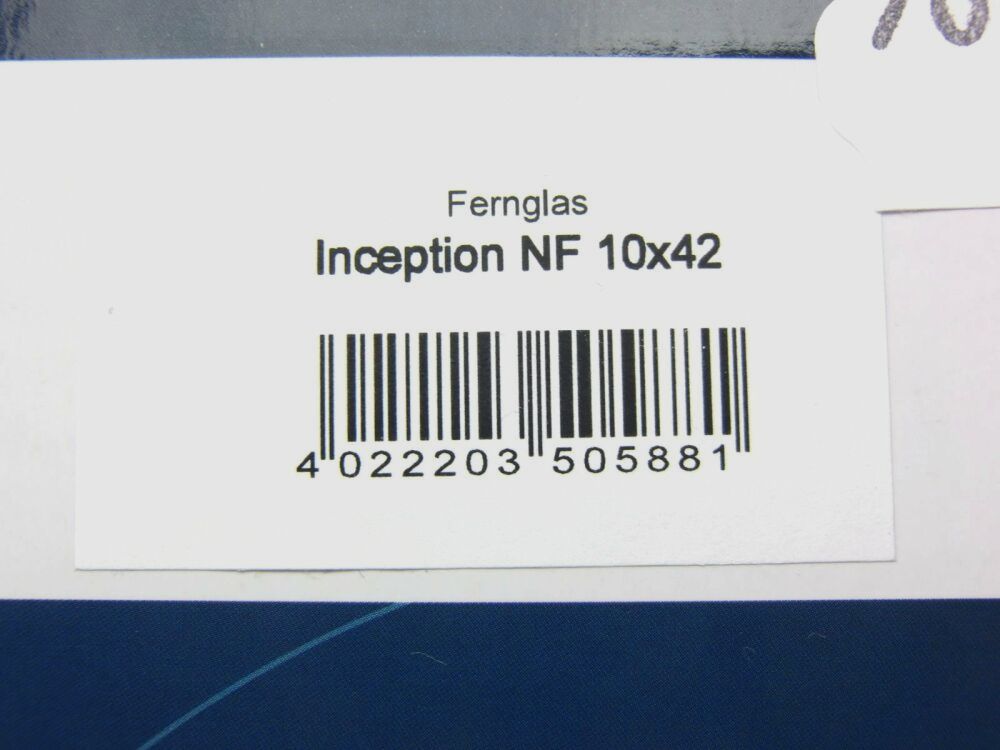 Fernglas
Inception NF 10x42
4 022203 505881